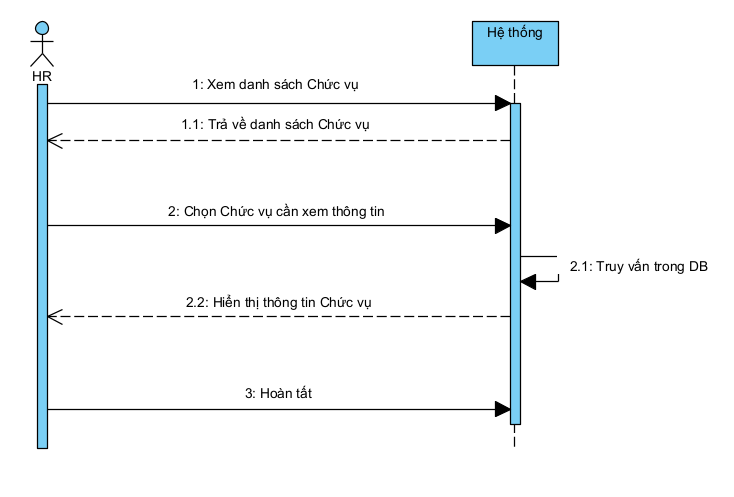 Hệ thống
HR
1: Xem danh sách Chức vụ
1.1: Trả về danh sách Chức vụ
2: Chọn Chức vụ cần xem thông tin
2.1: Truy vấn trong DB
2.2: Hiển thị thông tin Chức vụ
3: Hoàn tất